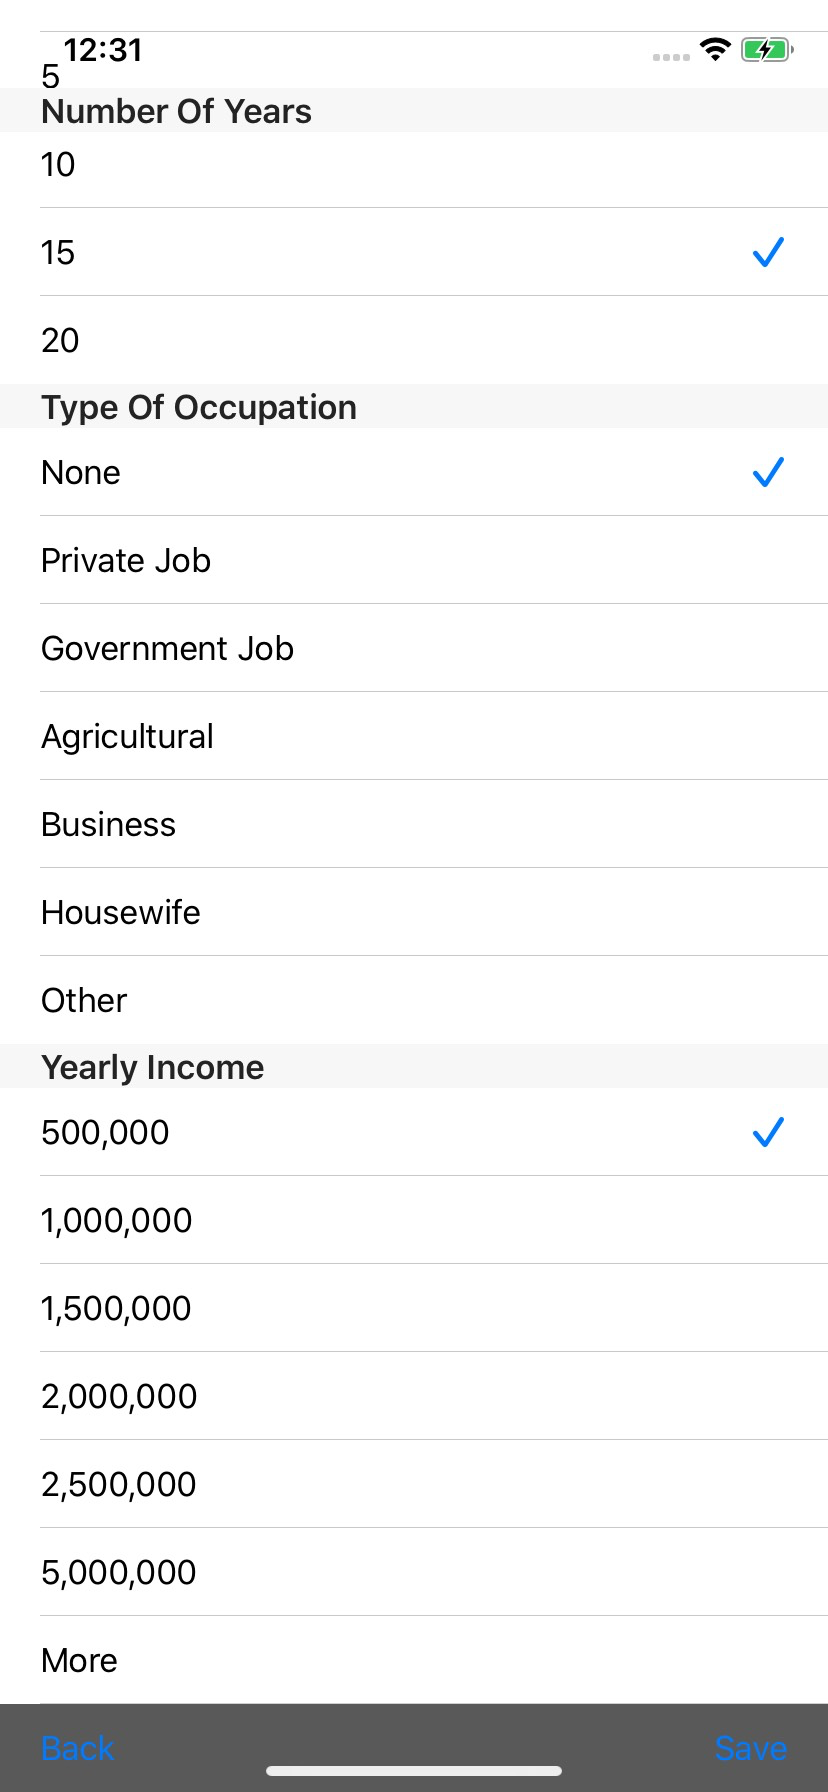 12:31
5
Number Of Years
10
15
20
Type Of Occupation
None
Private Job
Government Job
Agricultural
Business
Housewife
Other
Yearly Income
500,000
1,000,000
1,500,000
2,000,000
2,500,000
5,000,000
More
Back Save